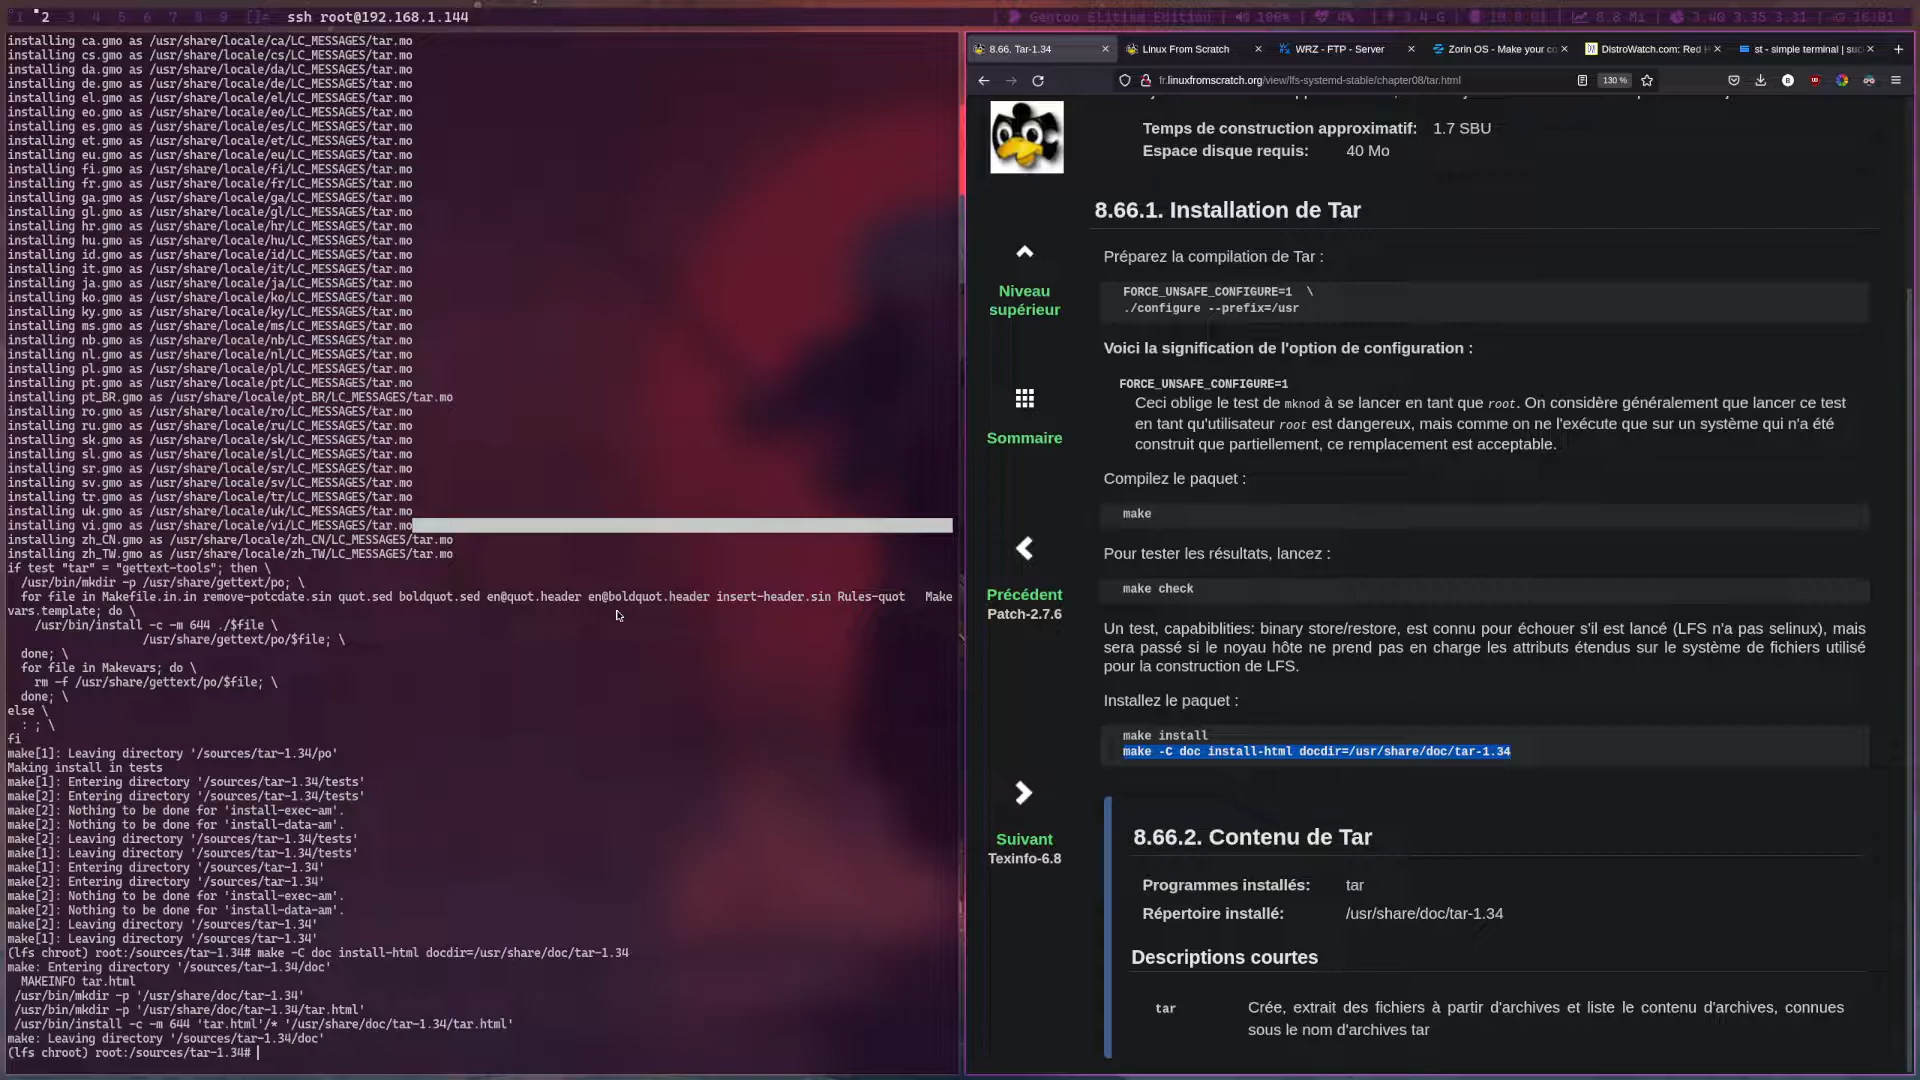 1 2 3 4 5 6 7 8 9 []= ssh root@192.168.1.144
Gentoo Elitism Edition
installing ca.gmo as /usr/share/locale/ca/LC_MESSAGES/tar.mo
installing cs.gmo as /usr/share/locale/cs/LC_MESSAGES/tar.mo
installing da.gmo as /usr/share/locale/da/LC_MESSAGES/tar.mo
installing de.gmo as /usr/share/locale/de/LC_MESSAGES/tar.mo
installing el.gmo as /usr/share/locale/el/LC_MESSAGES/tar.mo
installing eo.gmo as /usr/share/locale/eo/LC_MESSAGES/tar.mo
installing es.gmo as /usr/share/locale/es/LC_MESSAGES/tar.mo
installing et.gmo as /usr/share/locale/et/LC_MESSAGES/tar.mo
installing eu.gmo as /usr/share/locale/eu/LC_MESSAGES/tar.mo
installing fi.gmo as /usr/share/locale/fi/LC_MESSAGES/tar.mo
installing fr.gmo as /usr/share/locale/fr/LC_MESSAGES/tar.mo
installing ga.gmo as /usr/share/locale/ga/LC_MESSAGES/tar.mo
installing gl.gmo as /usr/share/locale/gl/LC_MESSAGES/tar.mo
installing hr.gmo as /usr/share/locale/hr/LC_MESSAGES/tar.mo
installing hu.gmo as /usr/share/locale/hu/LC_MESSAGES/tar.mo
installing id.gmo as /usr/share/locale/id/LC_MESSAGES/tar.mo
installing it.gmo as /usr/share/locale/it/LC_MESSAGES/tar.mo
installing ja.gmo as /usr/share/locale/ja/LC_MESSAGES/tar.mo
installing ko.gmo as /usr/share/locale/ko/LC_MESSAGES/tar.mo
installing ky.gmo as /usr/share/locale/ky/LC_MESSAGES/tar.mo
installing ms.gmo as /usr/share/locale/ms/LC_MESSAGES/tar.mo
installing nb.gmo as /usr/share/locale/nb/LC_MESSAGES/tar.mo
installing nl.gmo as /usr/share/locale/nl/LC_MESSAGES/tar.mo
installing pl.gmo as /usr/share/locale/pl/LC_MESSAGES/tar.mo
installing pt.gmo as /usr/share/locale/pt/LC_MESSAGES/tar.mo
installing pt_BR.gmo as /usr/share/locale/pt_BR/LC_MESSAGES/tar.mo
installing ro.gmo as /usr/share/locale/ro/LC_MESSAGES/tar.mo
installing ru.gmo as /usr/share/locale/ru/LC_MESSAGES/tar.mo
installing sk.gmo as /usr/share/locale/sk/LC_MESSAGES/tar.mo
installing sl.gmo as /usr/share/locale/sl/LC_MESSAGES/tar.mo
installing sr.gmo as /usr/share/locale/sr/LC_MESSAGES/tar.mo
installing sv.gmo as /usr/share/locale/sv/LC_MESSAGES/tar.mo
installing tr.gmo as /usr/share/locale/tr/LC_MESSAGES/tar.mo
installing uk.gmo as /usr/share/locale/uk/LC_MESSAGES/tar.mo
installing vi.gmo as /usr/share/locale/vi/LC_MESSAGES/tar.mo
installing zh_CN.gmo as /usr/share/locale/zh_CN/LC_MESSAGES/tar.mo
installing zh_TW.gmo as /usr/share/locale/zh_TW/LC_MESSAGES/tar.mo
if test "tar" = "gettext-tools"; then \
/usr/bin/mkdir -p /usr/share/gettext/po; \
for file in Makefile.in.in remove-potcdate.sin quot.sed boldquot.sed en@quot.header en@boldquot.header insert-header.sin Rules-quot Make
vars.template; do \
/usr/bin/install -c -m 644 ./$file \
/usr/share/gettext/po/$file; \
done; \
for file in Makevars; do \
rm -f /usr/share/gettext/po/$file; \
done; \
else \
: ; \
fi
make[1]: Leaving directory '/sources/tar-1.34/po'
Making install in tests
make[1]: Entering directory '/sources/tar-1.34/tests'
make[2]: Entering directory '/sources/tar-1.34/tests'
make[2]: Nothing to be done for 'install-exec-am'.
make[2]: Nothing to be done for 'install-data-am'.
make[2]: Leaving directory '/sources/tar-1.34/tests'
make[1]: Leaving directory '/sources/tar-1.34/tests'
make[1]: Entering directory '/sources/tar-1.34'
make[2]: Entering directory '/sources/tar-1.34'
make[2]: Nothing to be done for 'install-exec-am'.
make[2]: Nothing to be done for 'install-data-am'.
make[2]: Leaving directory '/sources/tar-1.34'
make[1]: Leaving directory '/sources/tar-1.34'
(lfs chroot) root:/sources/tar-1.34# make -C doc install-html docdir=/usr/share/doc/tar-1.34
make: Entering directory '/sources/tar-1.34/doc'
MAKEINFO tar.html
/usr/bin/mkdir -p '/usr/share/doc/tar-1.34'
/usr/bin/mkdir -p '/usr/share/doc/tar-1.34/tar.html'
/usr/bin/install -c -m 644 'tar.html'/* '/usr/share/doc/tar-1.34/tar.html'
make: Leaving directory '/sources/tar-1.34/doc'
(lfs chroot) root:/sources/tar-1.34#
8.66. Tar-1.34
Linux From Scratch
WRZ - FTP - Server
Zorin OS - Make your co
DistroWatch.com: Red H
st - simple terminal | suc
fr.linuxfromscratch.org/view/lfs-systemd-stable/chapter08/tar.html
130 %
Temps de construction approximatif: 1.7 SBU
Espace disque requis: 40 Mo
8.66.1. Installation de Tar
Niveau
supérieur
Sommaire
Précédent
Patch-2.7.6
Suivant
Texinfo-6.8
Préparez la compilation de Tar :
FORCE_UNSAFE_CONFIGURE=1 \
./configure --prefix=/usr
Voici la signification de l'option de configuration :
FORCE_UNSAFE_CONFIGURE=1
Ceci oblige le test de mknod à se lancer en tant que root. On considère généralement que lancer ce test
en tant qu'utilisateur root est dangereux, mais comme on ne l'exécute que sur un système qui n'a été
construit que partiellement, ce remplacement est acceptable.
Compilez le paquet :
make
Pour tester les résultats, lancez :
make check
Un test, capabiblities: binary store/restore, est connu pour échouer s'il est lancé (LFS n'a pas selinux), mais
sera passé si le noyau hôte ne prend pas en charge les attributs étendus sur le système de fichiers utilisé
pour la construction de LFS.
Installez le paquet :
make install
make -C doc install-html docdir=/usr/share/doc/tar-1.34
8.66.2. Contenu de Tar
Programmes installés: tar
Répertoire installé: /usr/share/doc/tar-1.34
Descriptions courtes
tar Crée, extrait des fichiers à partir d'archives et liste le contenu d'archives, connues
sous le nom d'archives tar